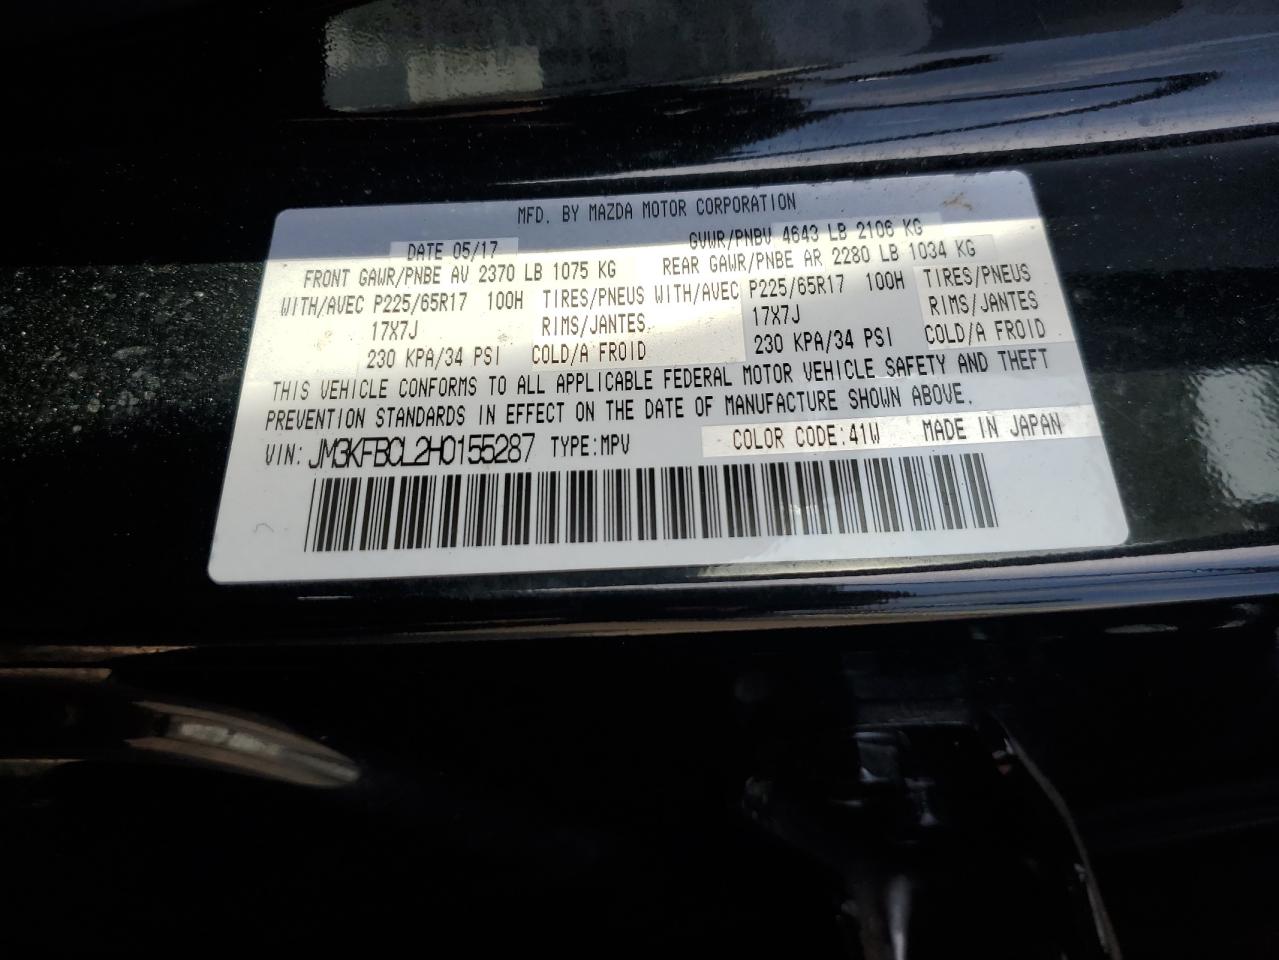 MFD. BY MAZDA MOTOR CORPORATION
DATE 05/17 GVWR/PNBV 4643 LB 2106 KG
FRONT GAWR/PNBE AV 2370 LB 1075 KG REAR GAWR/PNBE AR 2280 LB 1034 KG
WITH/AVEC P225/65R17 100H TIRES/PNEUS WITH/AVEC P225/65R17 100H TIRES/PNEUS
17X7J RIMS/JANTES 17X7J RIMS/JANTES
230 KPA/34 PSI COLD/A FROID 230 KPA/34 PSI COLD/A FROID
THIS VEHICLE CONFORMS TO ALL APPLICABLE FEDERAL MOTOR VEHICLE SAFETY AND THEFT
PREVENTION STANDARDS IN EFFECT ON THE DATE OF MANUFACTURE SHOWN ABOVE.
VIN: JM3KFBCL2H0155287 TYPE:MPV COLOR CODE:41W MADE IN JAPAN